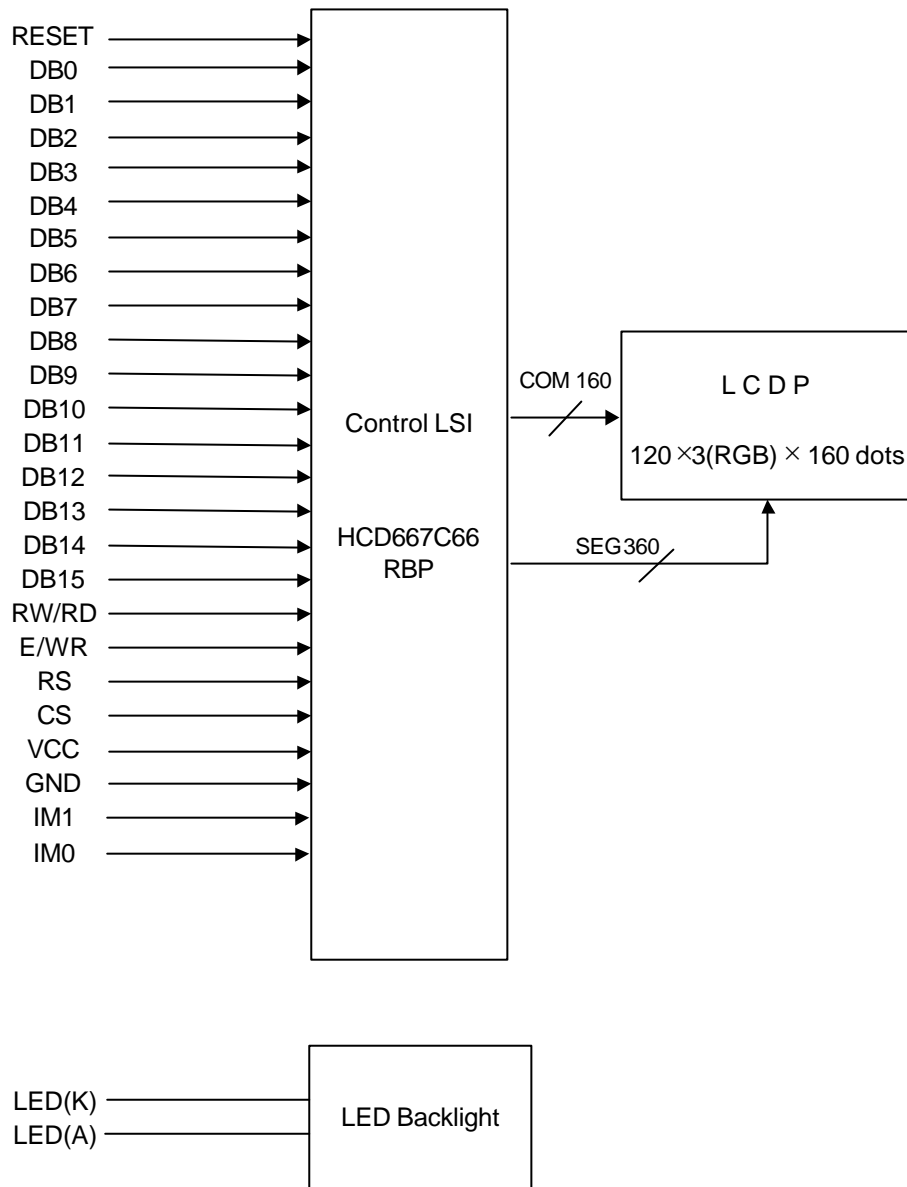 RESET
DB0
DB1
DB2
DB3
DB4
DB5
DB6
DB7
DB8
DB9
DB10
DB11
DB12
DB13
DB14
DB15
RW/RD
E/WR
RS
CS
VCC
GND
IM1
IM0
Control LSI
HCD667C66
RBP
COM 160
SEG360
L C D P
120 ×3(RGB) × 160 dots
LED(K)
LED(A)
LED Backlight